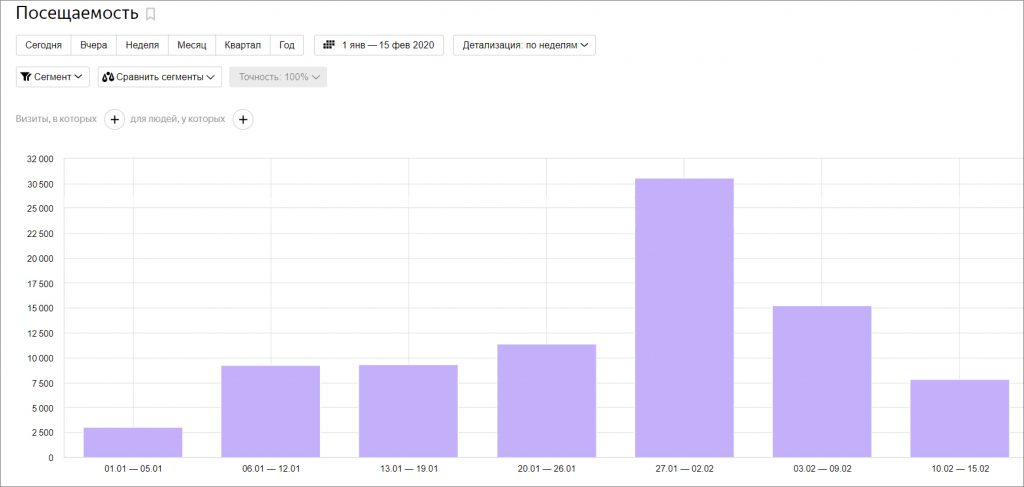 Посещаемость
Сегодня Вчера Неделя Месяц Квартал Год 1 янв — 15 фев 2020 Детализация: по неделям
Сегмент Сравнить сегменты Точность: 100%
Визиты, в которых + для людей, у которых +
32 000
30 500
25 000
22 500
20 000
17 500
15 000
12 500
10 000
7 500
5 000
2 500
0
01.01 — 05.01 06.01 — 12.01 13.01 — 19.01 20.01 — 26.01 27.01 — 02.02 03.02 — 09.02 10.02 — 15.02